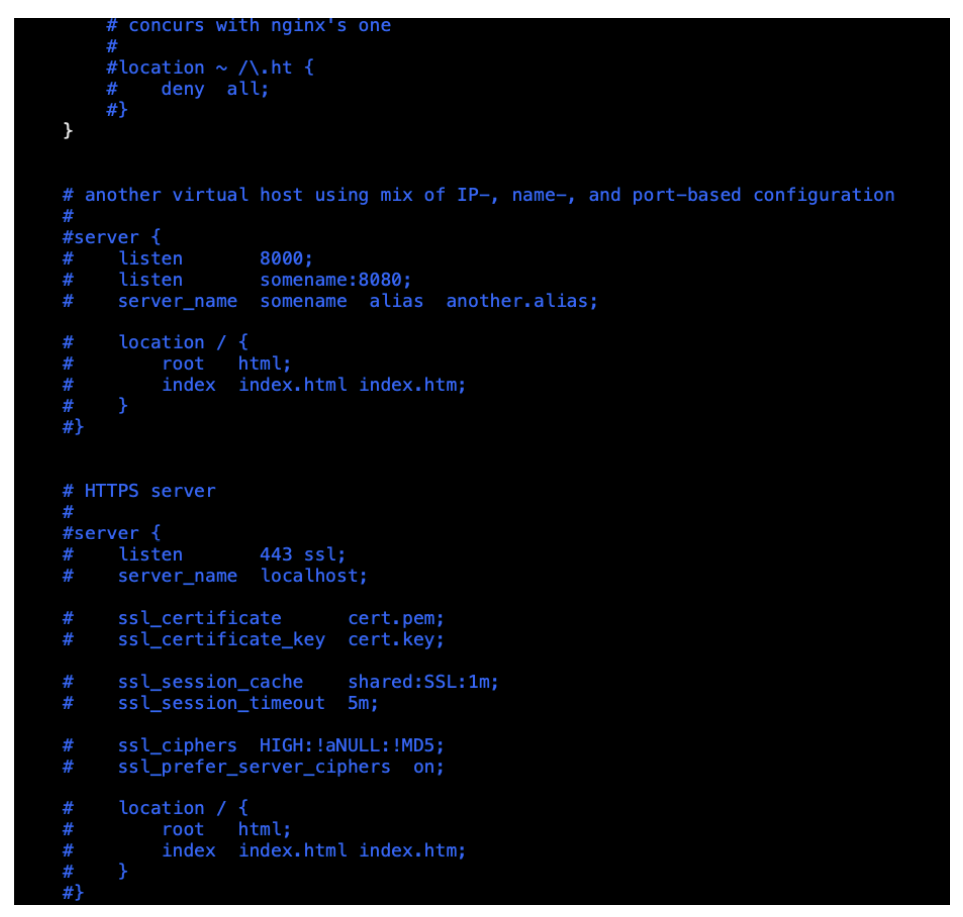 # concurs with nginx's one
#
#location ~ /\.ht {
#    deny  all;
#}
}
# another virtual host using mix of IP-, name-, and port-based configuration
#
#server {
#    listen       8000;
#    listen       somename:8080;
#    server_name  somename  alias  another.alias;
#    location / {
#        root   html;
#        index  index.html index.htm;
#    }
#}
# HTTPS server
#
#server {
#    listen       443 ssl;
#    server_name  localhost;
#    ssl_certificate      cert.pem;
#    ssl_certificate_key  cert.key;
#    ssl_session_cache    shared:SSL:1m;
#    ssl_session_timeout  5m;
#    ssl_ciphers  HIGH:!aNULL:!MD5;
#    ssl_prefer_server_ciphers  on;
#    location / {
#        root   html;
#        index  index.html index.htm;
#    }
#}